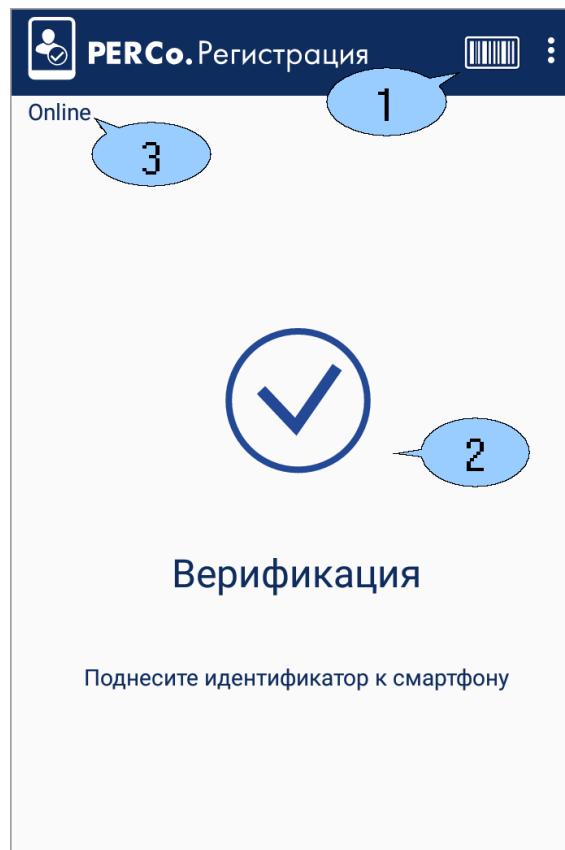 PERCo. Регистрация
1
Online
3
2
Верификация
Поднесите идентификатор к смартфону